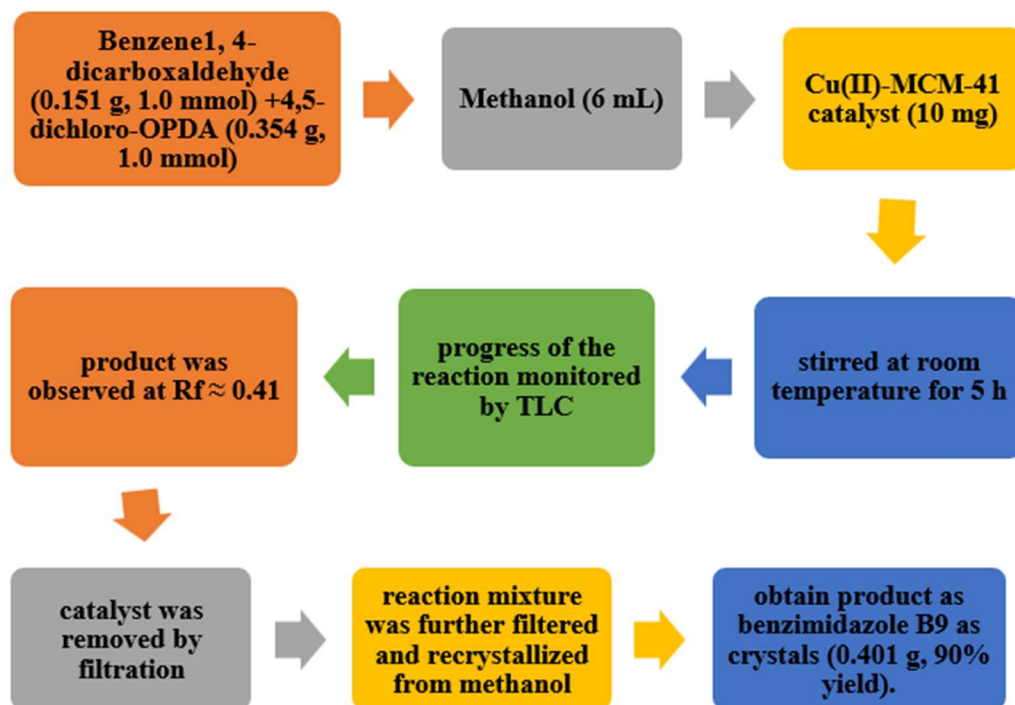 Benzene1, 4-
dicarboxaldehyde
(0.151 g, 1.0 mmol) +4,5-
dichloro-OPDA (0.354 g,
1.0 mmol)
Methanol (6 mL)
Cu(II)-MCM-41
catalyst (10 mg)
stirred at room
temperature for 5 h
progress of the
reaction monitored
by TLC
product was
observed at Rf ≈ 0.41
catalyst was
removed by
filtration
reaction mixture
was further filtered
and recrystallized
from methanol
obtain product as
benzimidazole B9 as
crystals (0.401 g, 90%
yield).